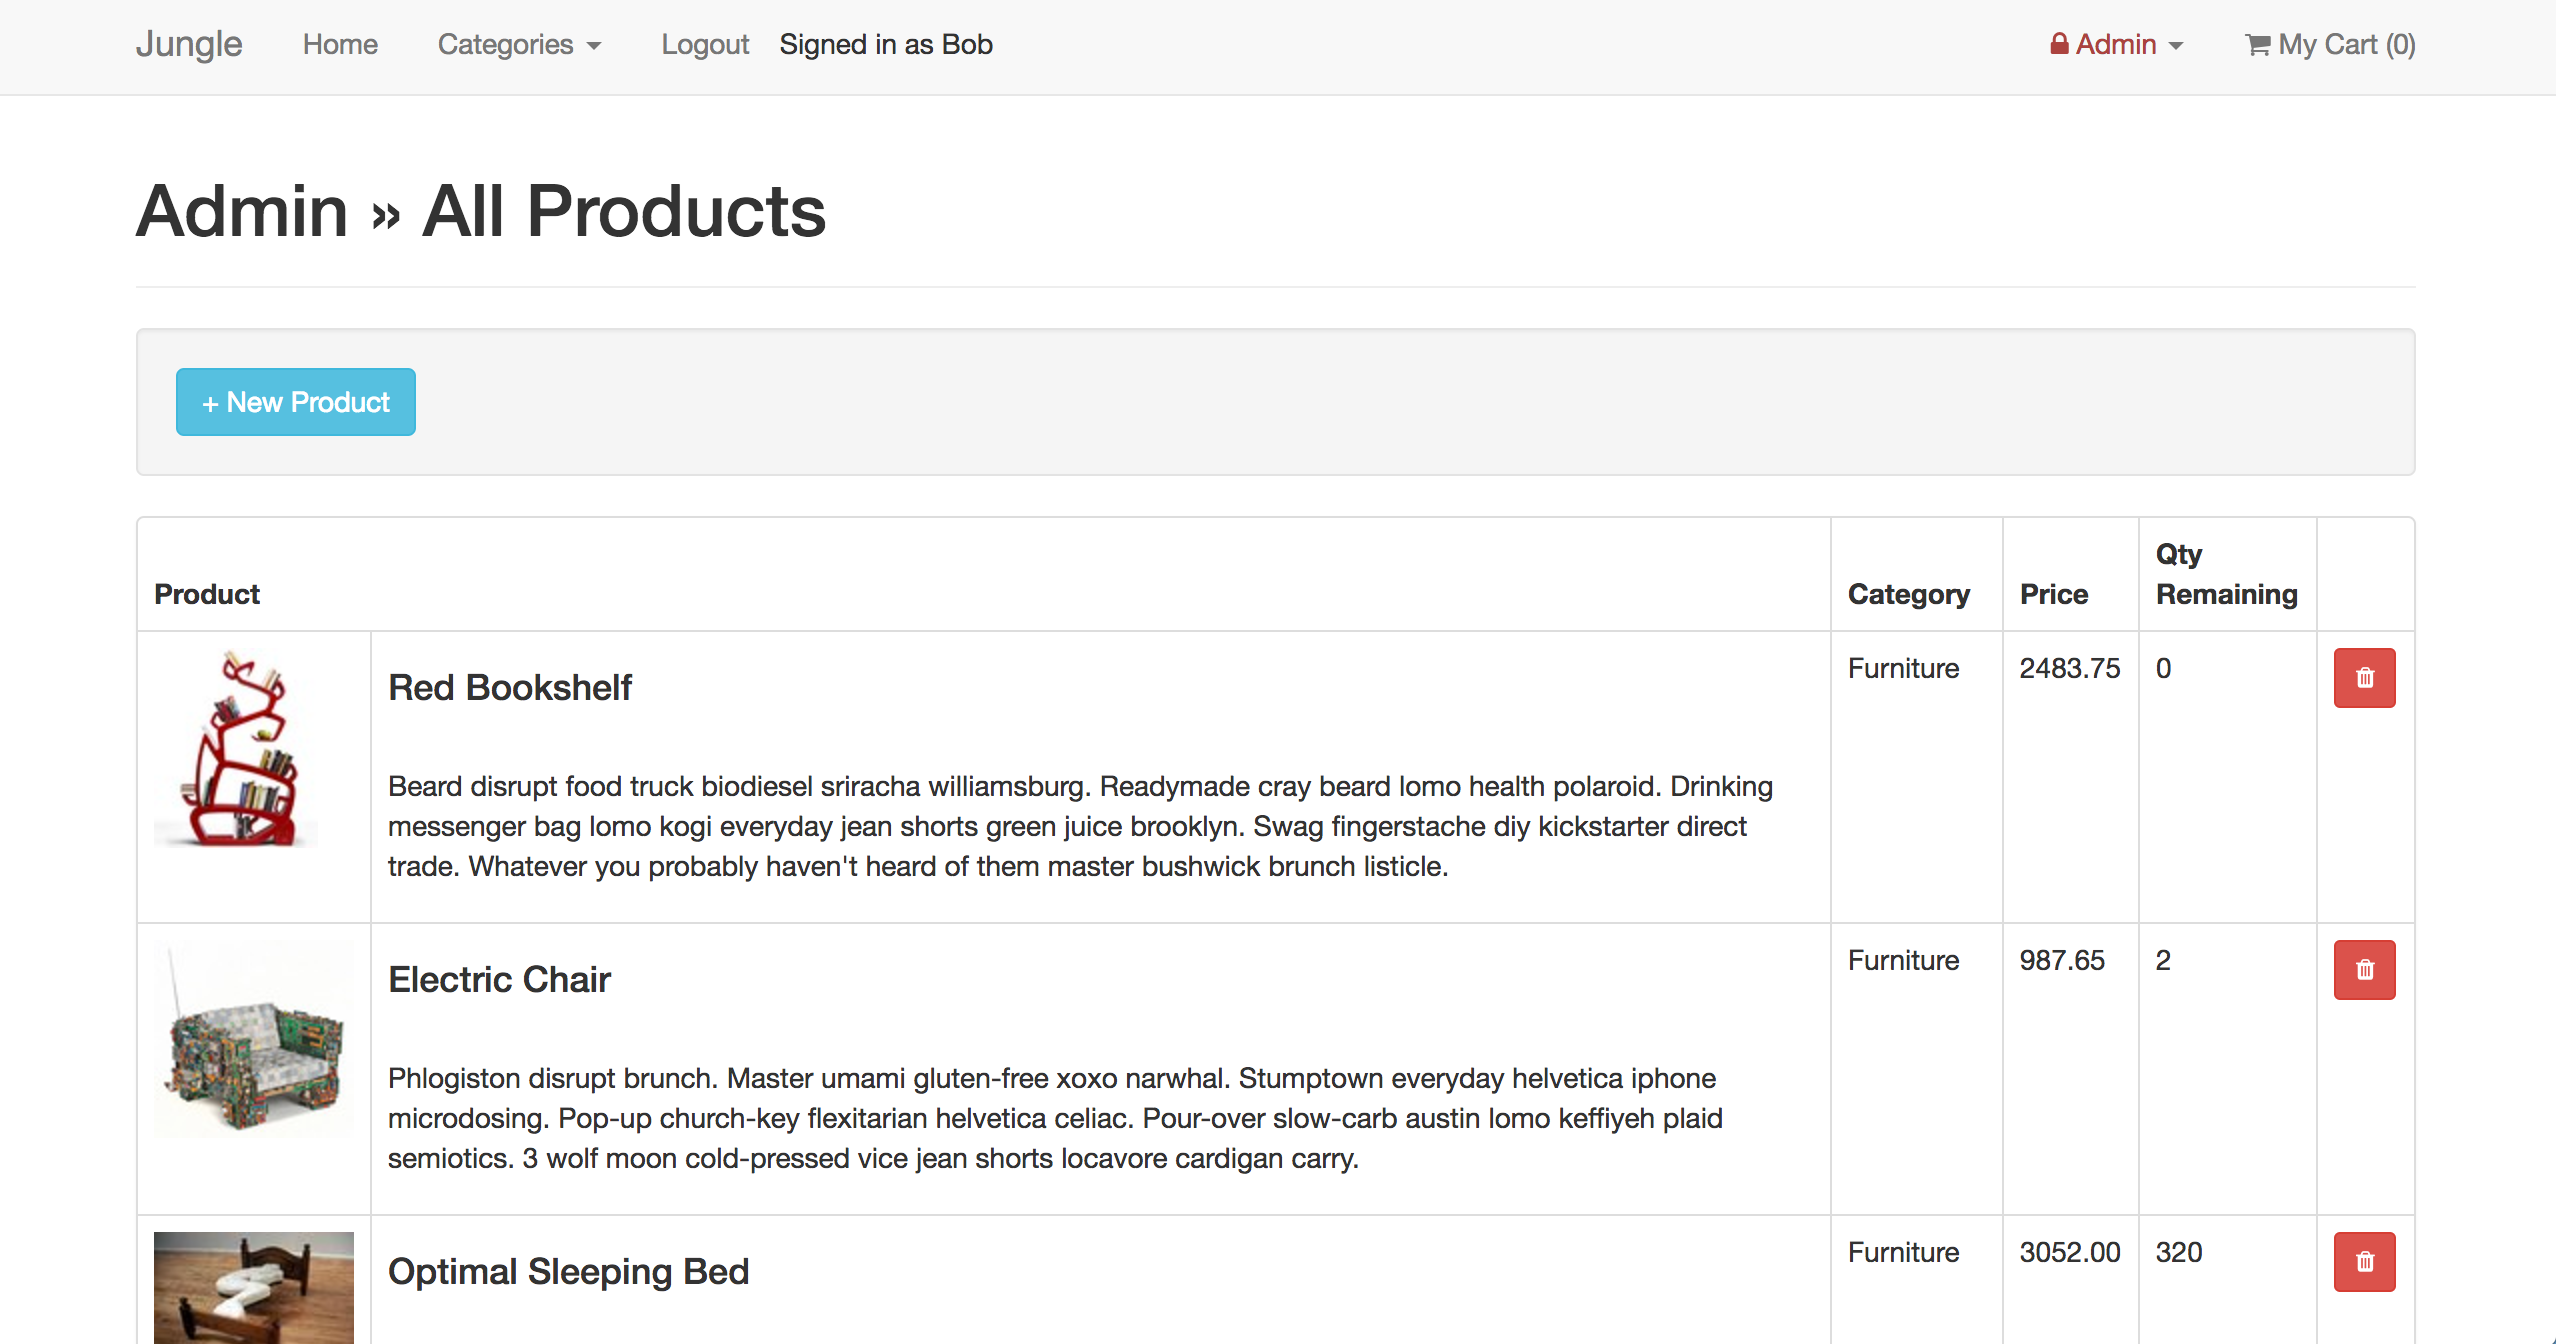 Jungle Home Categories Logout Signed in as Bob Admin My Cart (0)
Admin » All Products
+ New Product
Product Category Price Qty Remaining
Red Bookshelf Furniture 2483.75 0
Beard disrupt food truck biodiesel sriracha williamsburg. Readymade cray beard lomo health polaroid. Drinking
messenger bag lomo kogi everyday jean shorts green juice brooklyn. Swag fingerstache diy kickstarter direct
trade. Whatever you probably haven't heard of them master bushwick brunch listicle.
Electric Chair Furniture 987.65 2
Phlogiston disrupt brunch. Master umami gluten-free xoxo narwhal. Stumptown everyday helvetica iphone
microdosing. Pop-up church-key flexitarian helvetica celiac. Pour-over slow-carb austin lomo keffiyeh plaid
semiotics. 3 wolf moon cold-pressed vice jean shorts locavore cardigan carry.
Optimal Sleeping Bed Furniture 3052.00 320